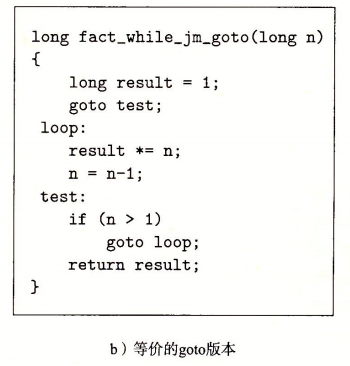 long fact_while_jm_goto(long n)
{
    long result = 1;
    goto test;
 loop:
    result *= n;
    n = n-1;
 test:
    if (n > 1)
        goto loop;
    return result;
}
b）等价的goto版本